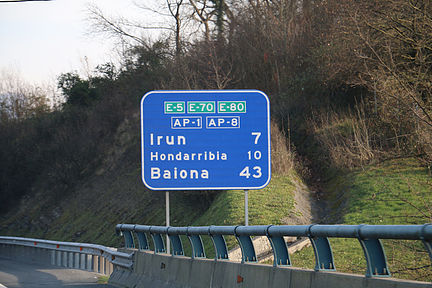 E-5 E-70 E-80
AP-1 AP-8
Irun 7
Hondarribia 10
Baiona 43